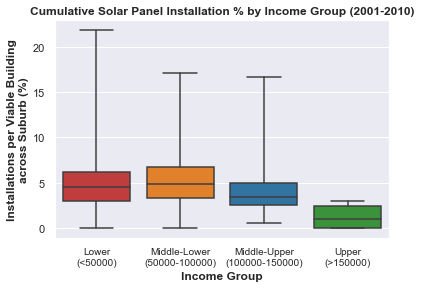 Cumulative Solar Panel Installation % by Income Group (2001-2010)
Installations per Viable Building
across Suburb (%)
20
15
10
5
0
Lower
(<50000)
Middle-Lower
(50000-100000)
Middle-Upper
(100000-150000)
Upper
(>150000)
Income Group